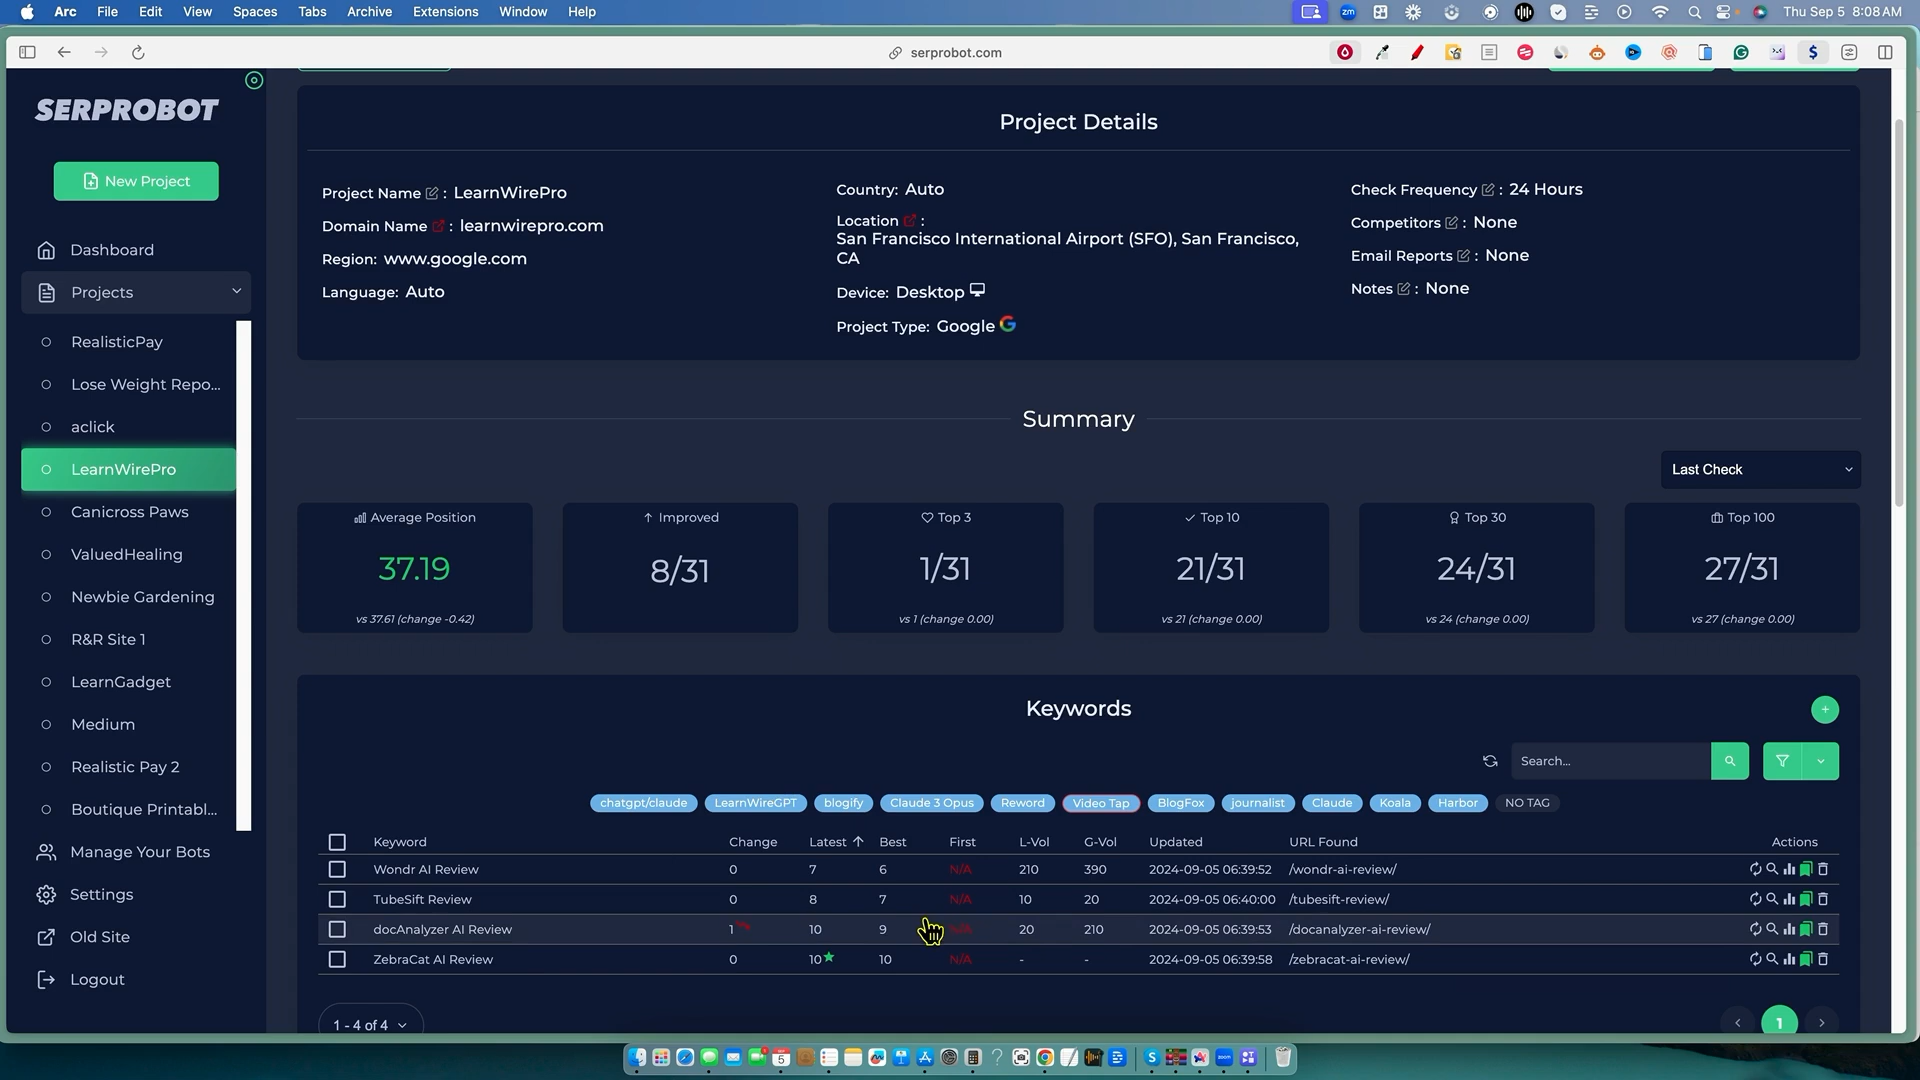 Arc File Edit View Spaces Tabs Archive Extensions Window Help
zm
Thu Sep 5 8:08 AM
serprobot.com
SERPROBOT
New Project
Dashboard
Projects
RealisticPay
Lose Weight Repo...
aclick
LearnWirePro
Canicross Paws
ValuedHealing
Newbie Gardening
R&R Site 1
LearnGadget
Medium
Realistic Pay 2
Boutique Printabl...
Manage Your Bots
Settings
Old Site
Logout
Project Details
Project Name : LearnWirePro
Domain Name : learnwirepro.com
Region: www.google.com
Language: Auto
Country: Auto
Location :
San Francisco International Airport (SFO), San Francisco,
CA
Device: Desktop
Project Type: Google
Check Frequency : 24 Hours
Competitors : None
Email Reports : None
Notes : None
Summary
Last Check
Average Position
37.19
vs 37.61 (change -0.42)
Improved
8/31
Top 3
1/31
vs 1 (change 0.00)
Top 10
21/31
vs 21 (change 0.00)
Top 30
24/31
vs 24 (change 0.00)
Top 100
27/31
vs 27 (change 0.00)
Keywords
Search...
chatgpt/claude LearnWireGPT blogify Claude 3 Opus Reword Video Tap BlogFox journalist Claude Koala Harbor NO TAG
Keyword Change Latest Best First L-Vol G-Vol Updated URL Found Actions
Wondr AI Review 0 7 6 N/A 210 390 2024-09-05 06:39:52 /wondr-ai-review/
TubeSift Review 0 8 7 N/A 10 20 2024-09-05 06:40:00 /tubesift-review/
docAnalyzer AI Review 1 10 9 N/A 20 210 2024-09-05 06:39:53 /docanalyzer-ai-review/
ZebraCat AI Review 0 10 10 N/A - - 2024-09-05 06:39:58 /zebracat-ai-review/
1 - 4 of 4
1